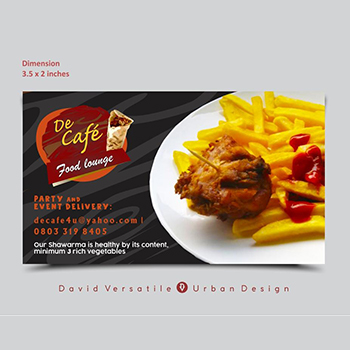 Dimension
3.5 x 2 inches
De
Café
Food lounge
PARTY AND
EVENT DELIVERY:
decafe4u@yahoo.com |
0803 319 8405
Our Shawarma is healthy by its content,
minimum 3 rich vegetables
David Versatile Urban Design